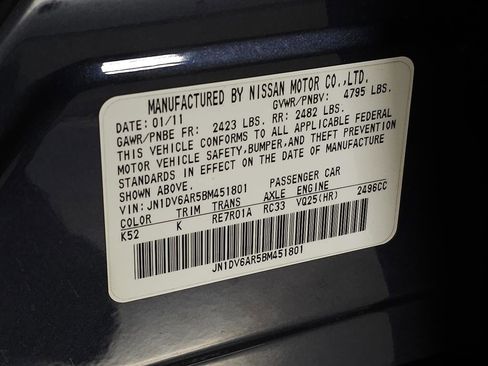 MANUFACTURED BY NISSAN MOTOR CO.,LTD.
DATE: 01/11 GVWR/PNBV: 4795 LBS.
GAWR/PNBE FR: 2423 LBS. RR: 2482 LBS.
THIS VEHICLE CONFORMS TO ALL APPLICABLE FEDERAL
MOTOR VEHICLE SAFETY,BUMPER,AND THEFT PREVENTION
STANDARDS IN EFFECT ON THE DATE OF MANUFACTURE
SHOWN ABOVE.
VIN: JN1DV6AR5BM451801 PASSENGER CAR
COLOR TRIM TRANS AXLE ENGINE
K52 K RE7R01A RC33 VQ25(HR) 2496CC
JN1DV6AR5BM451801